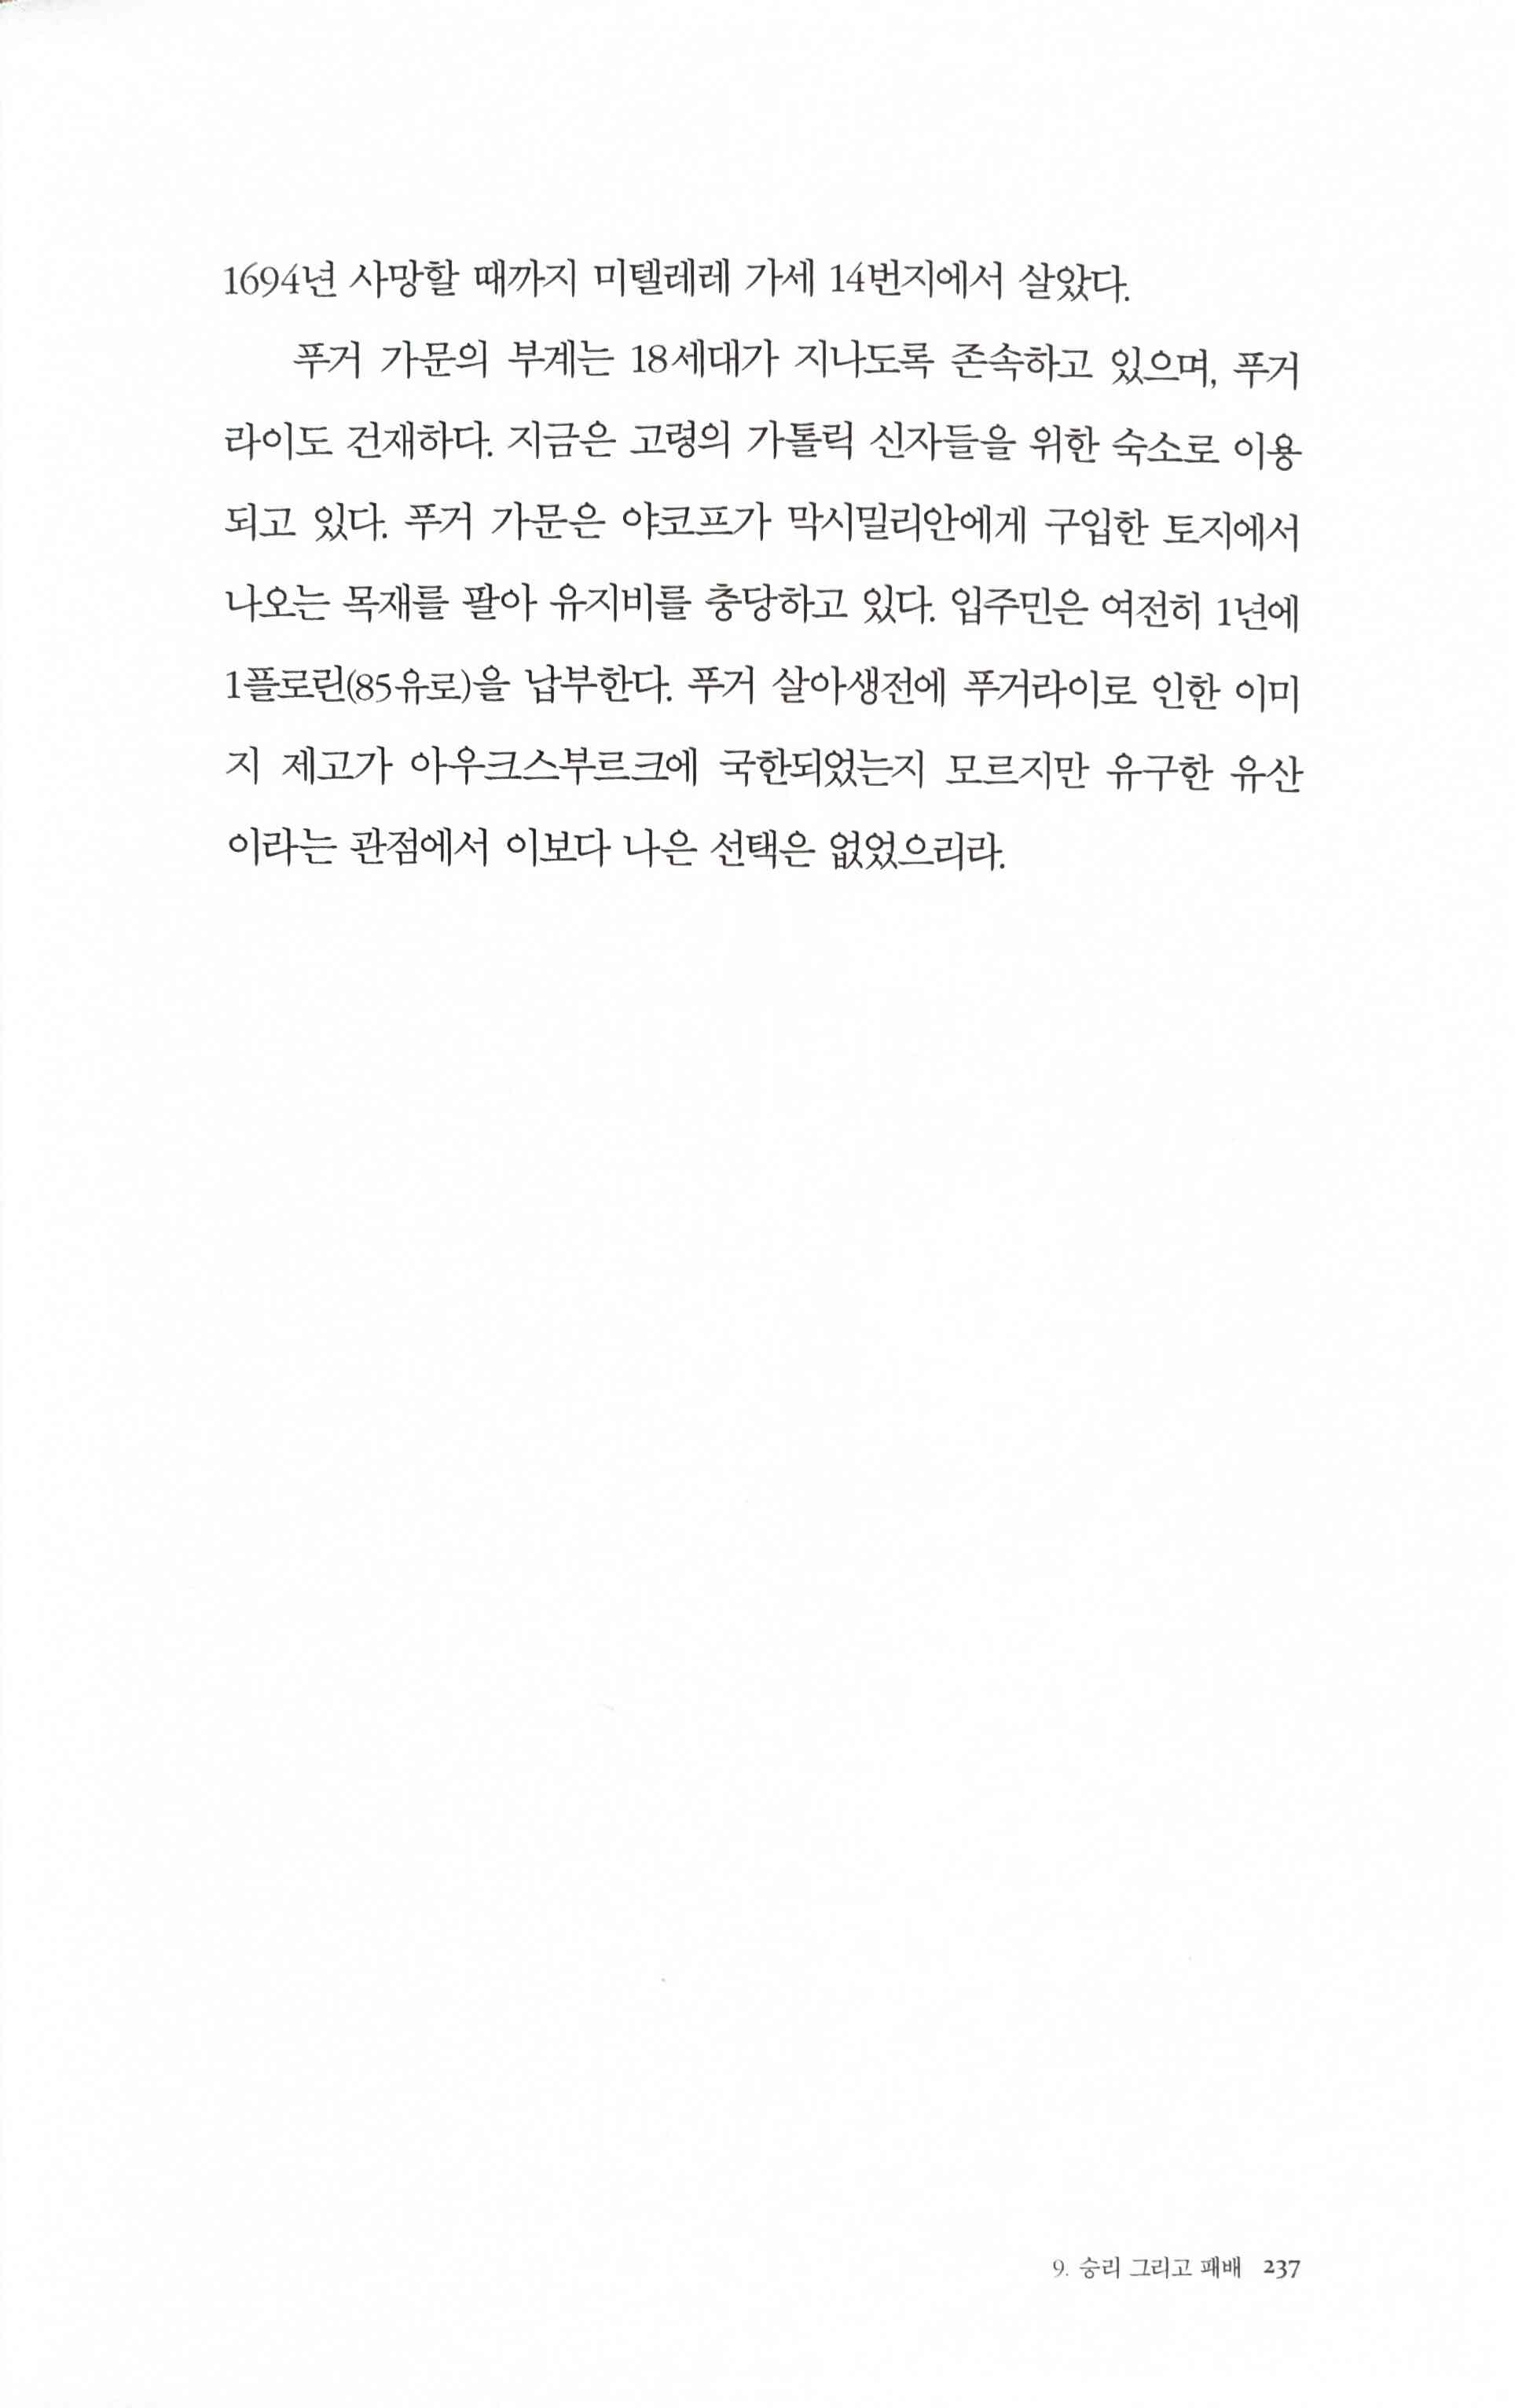 1694년 사망할 때까지 미텔레레 가세 14번지에서 살았다.
푸거 가문의 부계는 18세대가 지나도록 존속하고 있으며, 푸거
라이도 건재하다. 지금은 고령의 가톨릭 신자들을 위한 숙소로 이용
되고 있다. 푸거 가문은 야코프가 막시밀리안에게 구입한 토지에서
나오는 목재를 팔아 유지비를 충당하고 있다. 입주민은 여전히 1년에
1플로린(85유로)을 납부한다. 푸거 살아생전에 푸거라이로 인한 이미
지 제고가 아우크스부르크에 국한되었는지 모르지만 유구한 유산
이라는 관점에서 이보다 나은 선택은 없었으리라.
9. 승리 그리고 패배 237